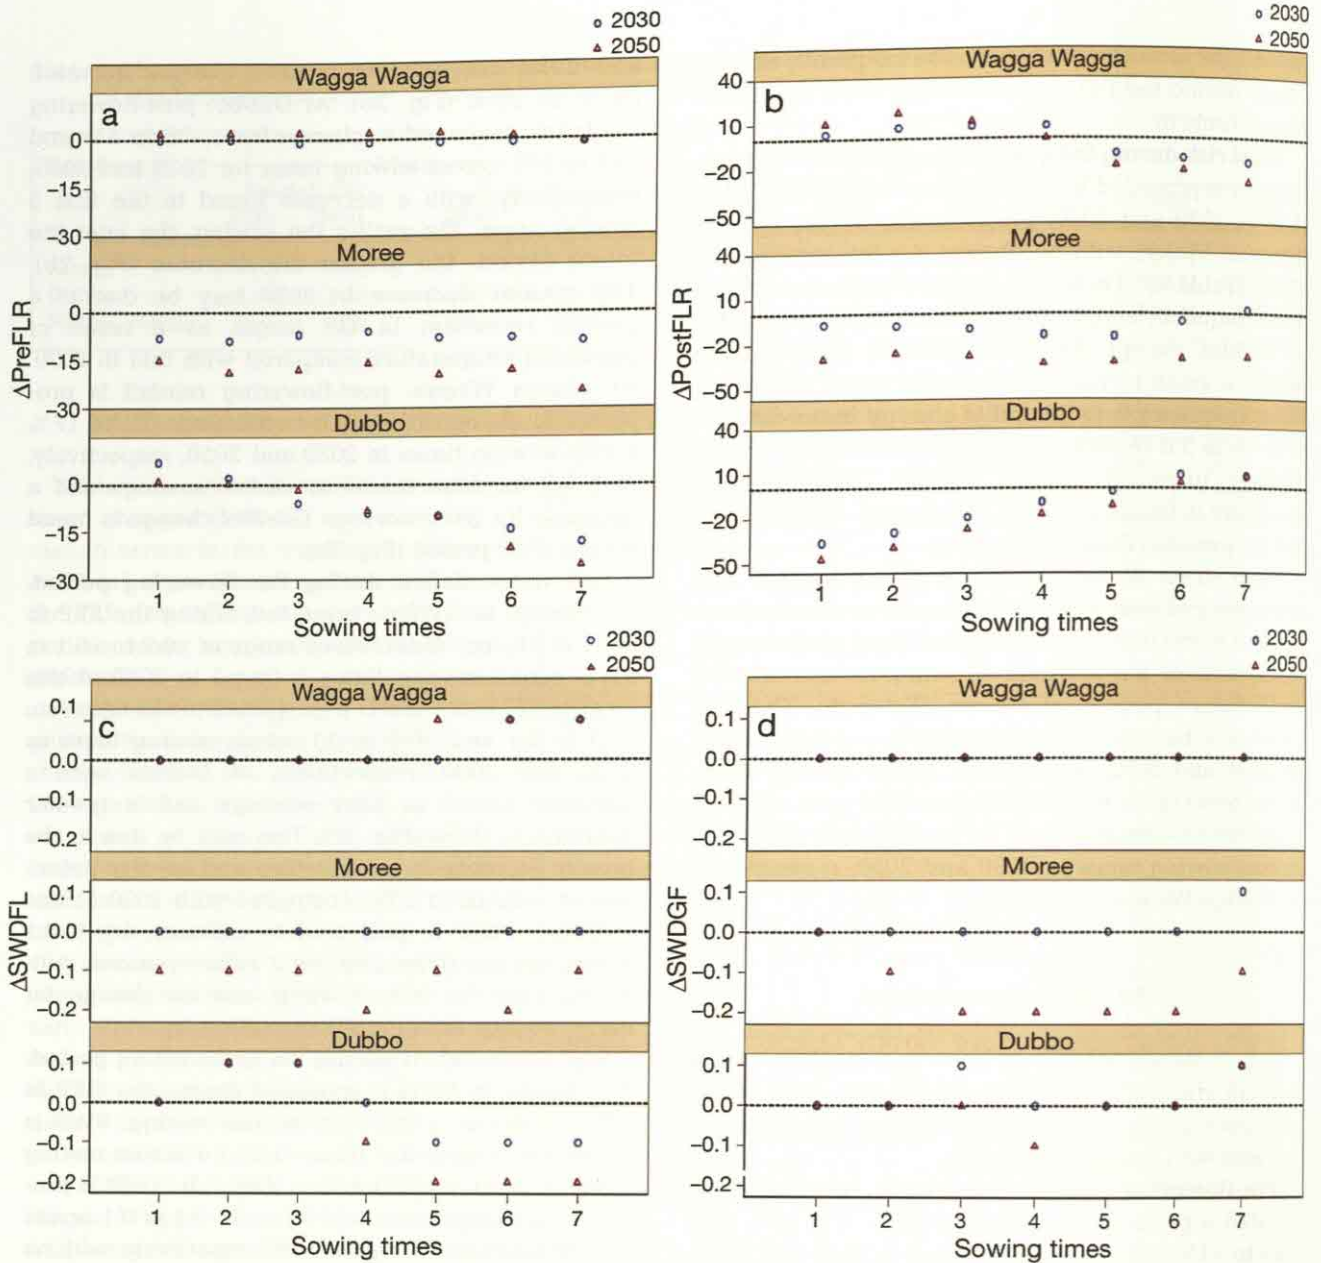 ○ 2030
△ 2050
a
Wagga Wagga
0
−15
−30
Moree
0
−15
−30
Dubbo
0
−15
−30
ΔPreFLR
1 2 3 4 5 6 7
Sowing times
○ 2030
△ 2050
b
Wagga Wagga
40
10
−20
−50
Moree
40
10
−20
−50
Dubbo
40
10
−20
−50
ΔPostFLR
1 2 3 4 5 6 7
Sowing times
○ 2030
△ 2050
c
Wagga Wagga
0.1
0.0
−0.1
−0.2
Moree
0.1
0.0
−0.1
−0.2
Dubbo
0.1
0.0
−0.1
−0.2
ΔSWDFL
1 2 3 4 5 6 7
Sowing times
○ 2030
△ 2050
d
Wagga Wagga
0.1
0.0
−0.1
−0.2
Moree
0.1
0.0
−0.1
−0.2
Dubbo
0.1
0.0
−0.1
−0.2
ΔSWDGF
1 2 3 4 5 6 7
Sowing times